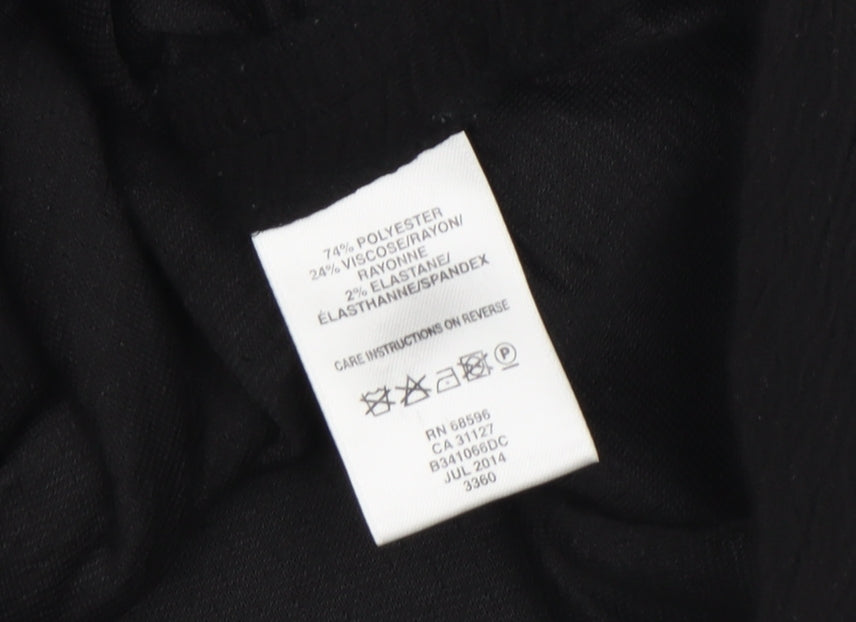 74% POLYESTER
24% VISCOSE/RAYON/
RAYONNE
2% ELASTANE/
ÉLASTHANNE/SPANDEX
CARE INSTRUCTIONS ON REVERSE
P
RN 68596
CA 31127
B341066DC
JUL 2014
3360